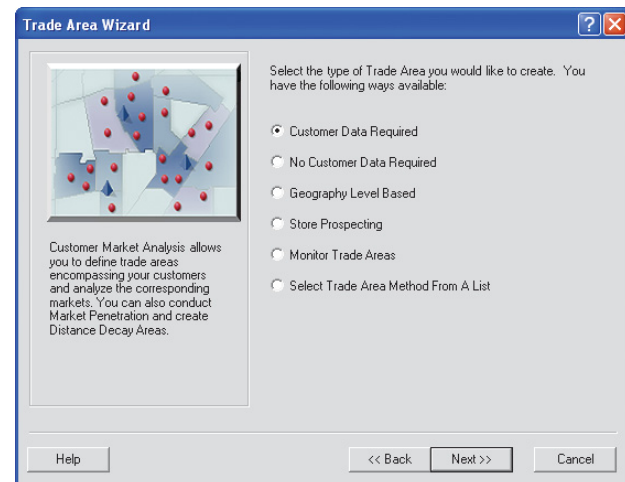 Trade Area Wizard
Select the type of Trade Area you would like to create. You
have the following ways available:
Customer Data Required
No Customer Data Required
Geography Level Based
Store Prospecting
Monitor Trade Areas
Select Trade Area Method From A List
Customer Market Analysis allows
you to define trade areas
encompassing your customers
and analyze the corresponding
markets. You can also conduct
Market Penetration and create
Distance Decay Areas.
Help
<< Back
Next >>
Cancel